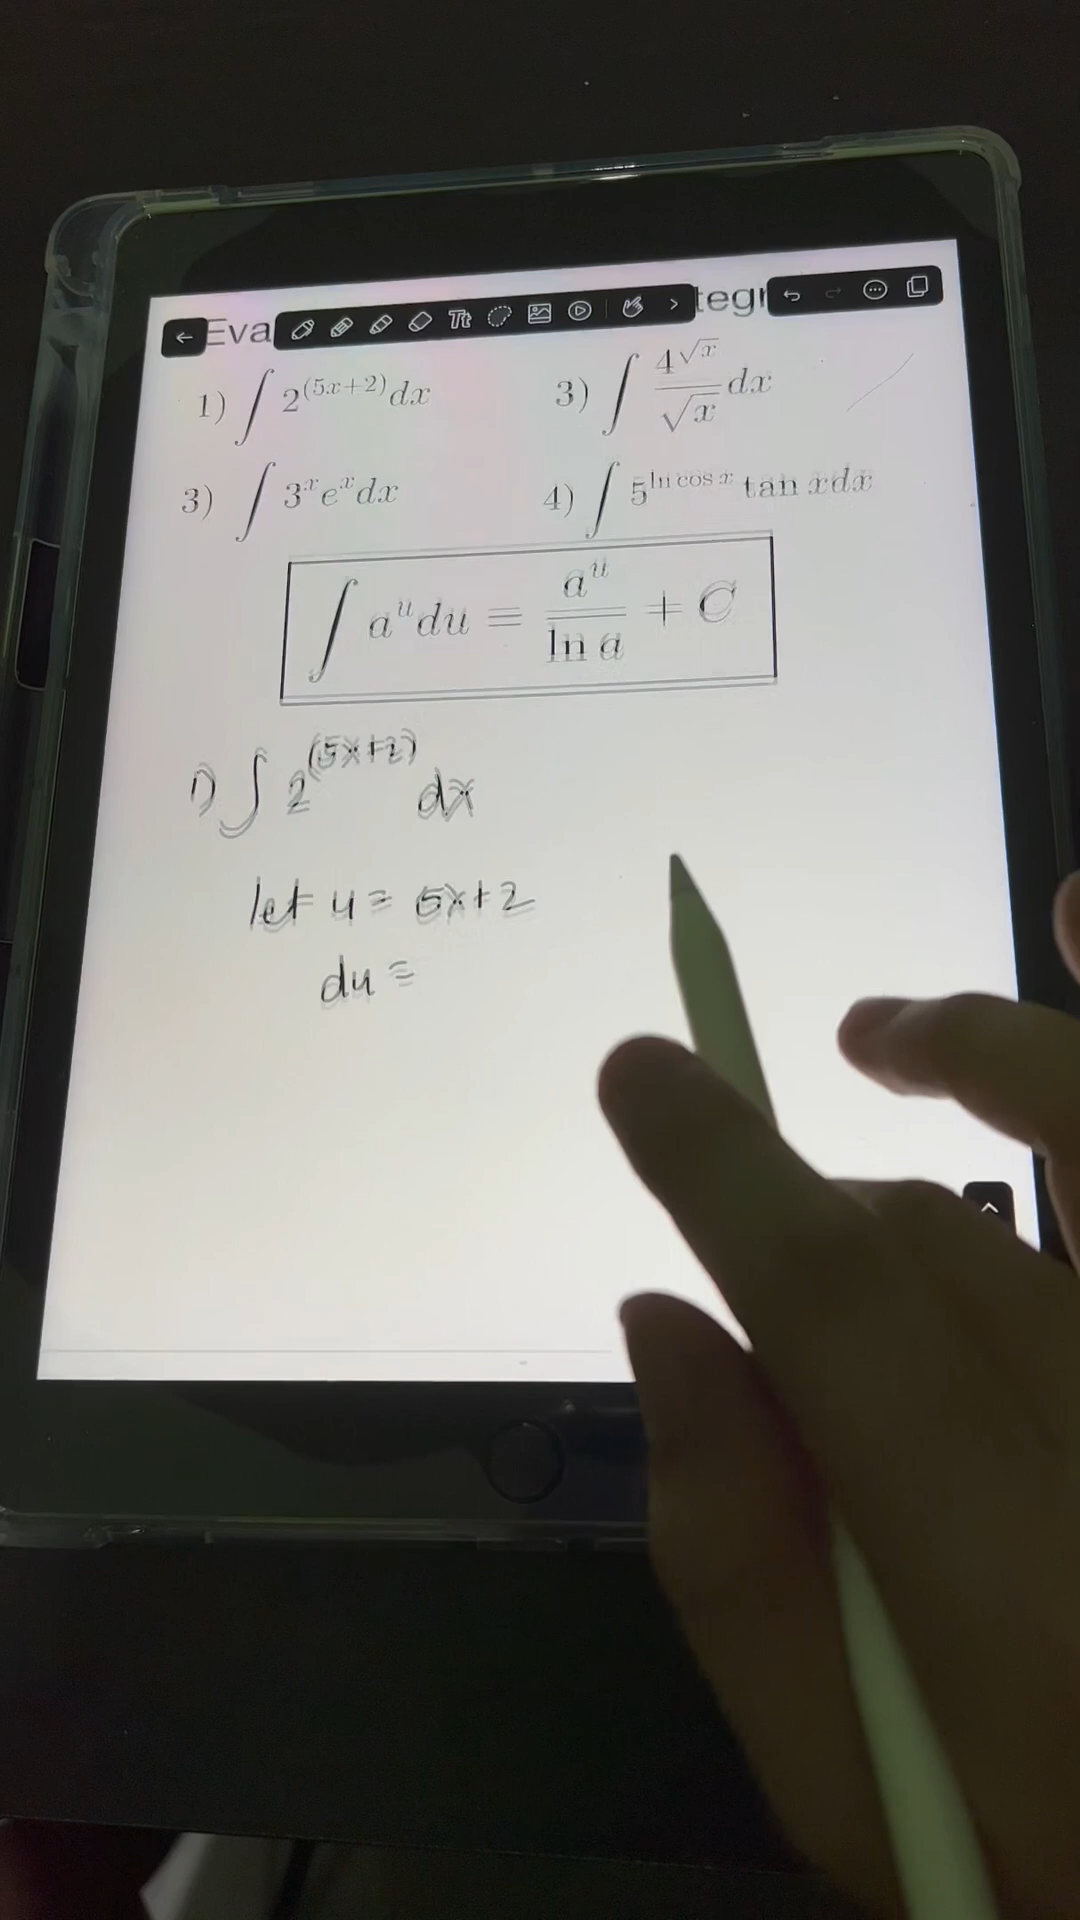 Eva Tt tegr
1) ∫ 2^(5x+2) dx 3) ∫ 4^√x / √x dx
3) ∫ 3^x e^x dx 4) ∫ 5^ln cos x tan x dx
∫ a^u du = a^u / ln a + C
1) ∫ 2^(5x+2) dx
let u = 5x+2
du =